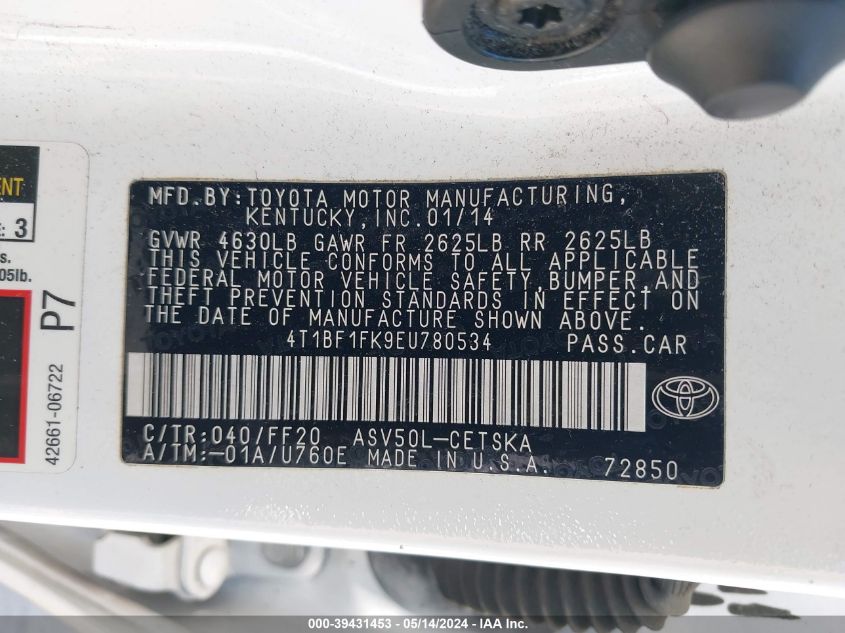 ENT
E: 3
s.
05lb.
P7
42661-06722
MFD.BY:TOYOTA MOTOR MANUFACTURING,
KENTUCKY,INC.01/14
GVWR 4630LB GAWR FR 2625LB RR 2625LB
THIS VEHICLE CONFORMS TO ALL APPLICABLE
FEDERAL MOTOR VEHICLE SAFETY,BUMPER,AND
THEFT PREVENTION STANDARDS IN EFFECT ON
THE DATE OF MANUFACTURE SHOWN ABOVE.
4T1BF1FK9EU780534 PASS.CAR
C/TR:040/FF20 ASV50L-CETSKA
A/TM:-01A/U760E MADE IN U.S.A. 72850
000-39431453 - 05/14/2024 - IAAI, Inc.